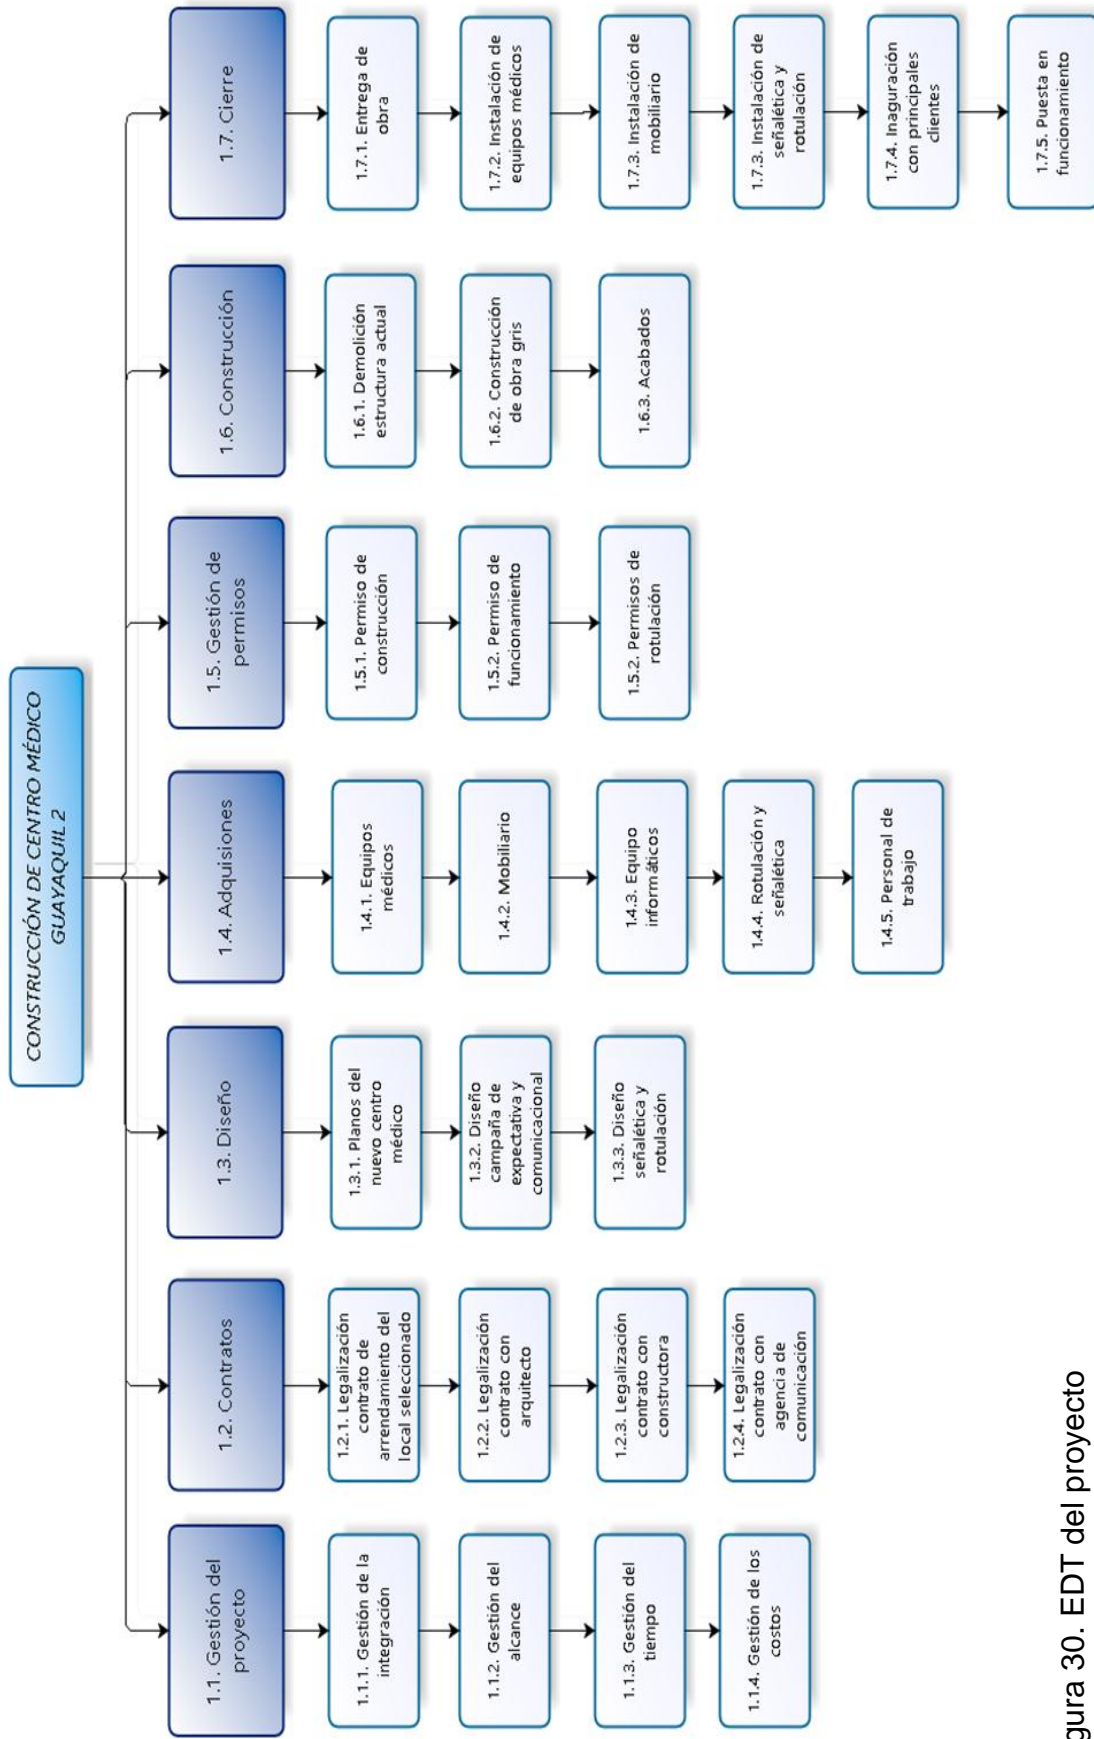 CONSTRUCCIÓN DE CENTRO MÉDICO
GUAYAQUIL 2
1.1. Gestión del
proyecto
1.1.1. Gestión de la
integración
1.1.2. Gestión del
alcance
1.1.3. Gestión del
tiempo
1.1.4. Gestión de los
costos
1.2. Contratos
1.2.1. Legalización
contrato de
arrendamiento del
local seleccionado
1.2.2. Legalización
contrato con
arquitecto
1.2.3. Legalización
contrato con
constructora
1.2.4. Legalización
contrato con
agencia de
comunicación
1.3. Diseño
1.3.1. Planos del
nuevo centro
médico
1.3.2. Diseño
campaña de
expectativa y
comunicacional
1.3.3. Diseño
señalética y
rotulación
1.4. Adquisiones
1.4.1. Equipos
médicos
1.4.2. Mobiliario
1.4.3. Equipo
informáticos
1.4.4. Rotulación y
señalética
1.4.5. Personal de
trabajo
1.5. Gestión de
permisos
1.5.1. Permiso de
construcción
1.5.2. Permiso de
funcionamiento
1.5.2. Permisos de
rotulación
1.6. Construcción
1.6.1. Demolición
estructura actual
1.6.2. Construcción
de obra gris
1.6.3. Acabados
1.7. Cierre
1.7.1. Entrega de
obra
1.7.2. Instalación de
equipos médicos
1.7.3. Instalación de
mobiliario
1.7.3. Instalación de
señalética y
rotulación
1.7.4. Inaguración
con principales
clientes
1.7.5. Puesta en
funcionamiento
gura 30. EDT del proyecto